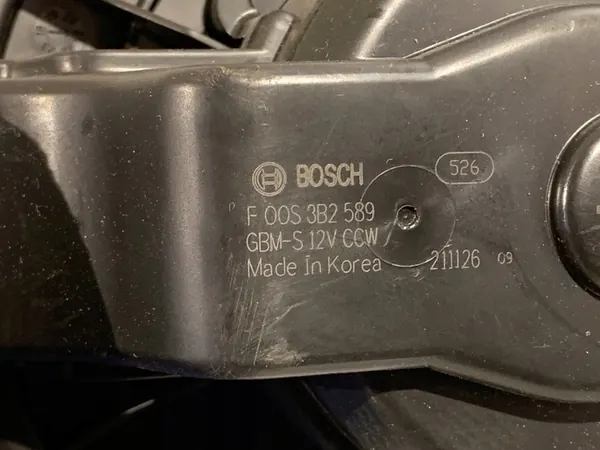 BOSCH
526
F 00S 3B2 589
GBM-S 12V CCW
Made In Korea
211126 09